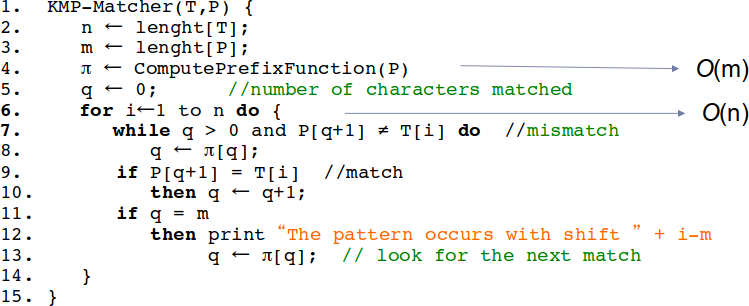 1. KMP-Matcher(T,P) {
2. n ← lenght[T];
3. m ← lenght[P];
4. π ← ComputePrefixFunction(P) O(m)
5. q ← 0; //number of characters matched
6. for i←1 to n do { O(n)
7. while q > 0 and P[q+1] ≠ T[i] do //mismatch
8. q ← π[q];
9. if P[q+1] = T[i] //match
10. then q ← q+1;
11. if q = m
12. then print “The pattern occurs with shift ” + i-m
13. q ← π[q]; // look for the next match
14. }
15. }